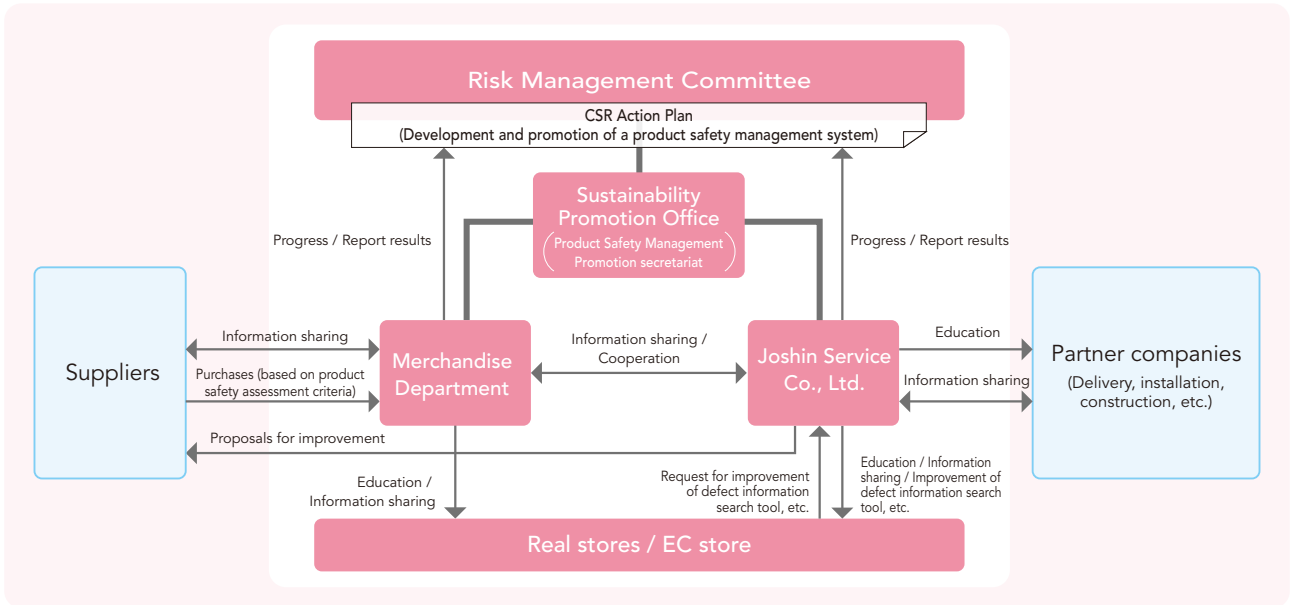 Risk Management Committee
CSR Action Plan
(Development and promotion of a product safety management system)
Sustainability
Promotion Office
(Product Safety Management
Promotion secretariat)
Progress / Report results
Progress / Report results
Suppliers
Information sharing
Purchases (based on product
safety assessment criteria)
Proposals for improvement
Merchandise
Department
Information sharing /
Cooperation
Joshin Service
Co., Ltd.
Education
Information sharing
Partner companies
(Delivery, installation,
construction, etc.)
Education /
Information sharing
Request for improvement
of defect information
search tool, etc.
Education / Information
sharing / Improvement of
defect information search
tool, etc.
Real stores / EC store